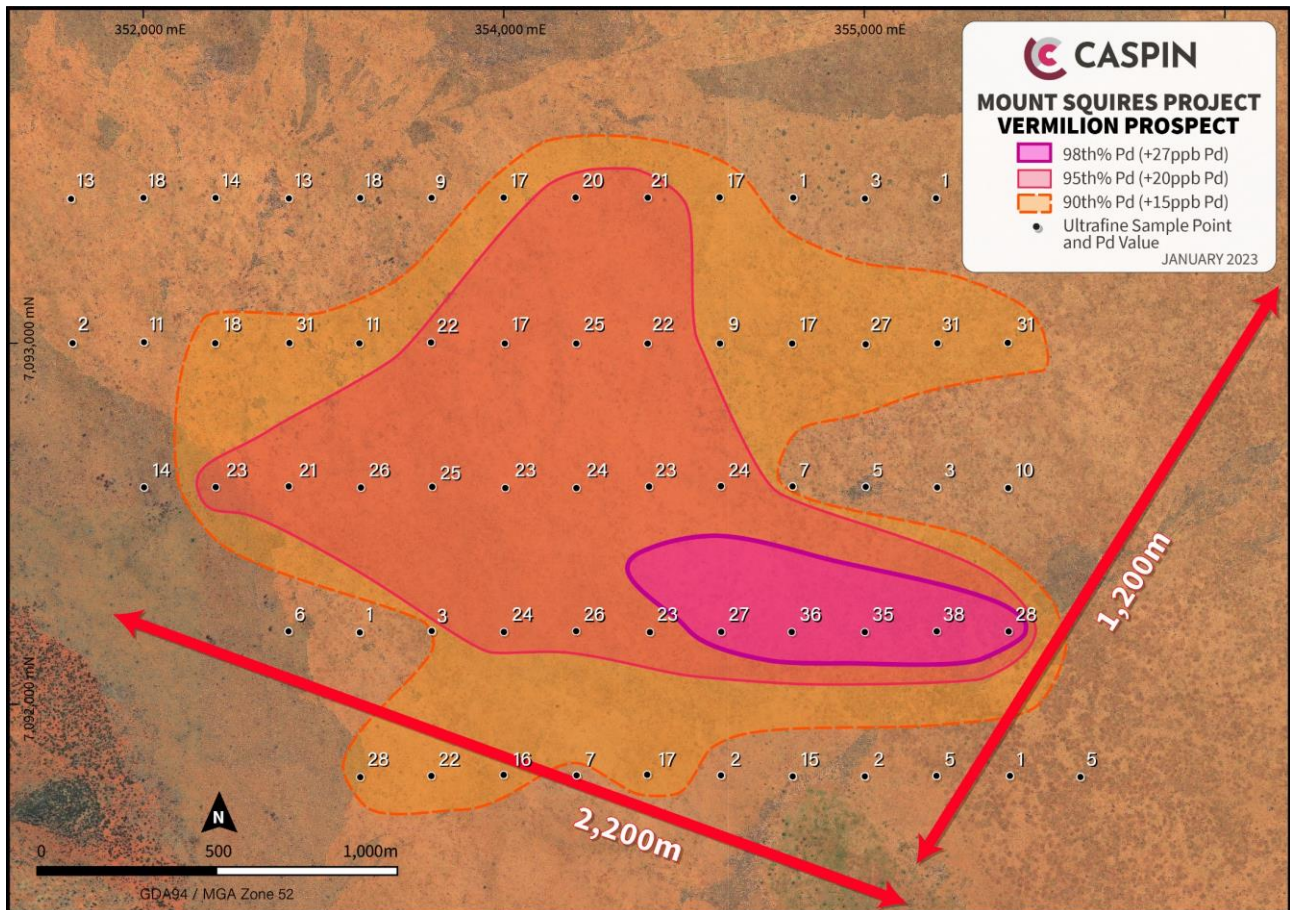 352,000 mE 354,000 mE 355,000 mE
CASPIN
MOUNT SQUIRES PROJECT
VERMILION PROSPECT
98th% Pd (+27ppb Pd)
95th% Pd (+20ppb Pd)
90th% Pd (+15ppb Pd)
Ultrafine Sample Point
and Pd Value
JANUARY 2023
13 18 14 13 18 9 17 20 21 17 1 3 1
7,093,000 mN
2 11 18 31 11 22 17 25 22 9 17 27 31 31
14 23 21 26 25 23 24 23 24 7 5 3 10
6 1 3 24 26 23 27 36 35 38 28
1,200m
7,092,000 mN
28 22 16 7 17 2 15 2 5 1 5
2,200m
N
0 500 1,000m
GDA94 / MGA Zone 52